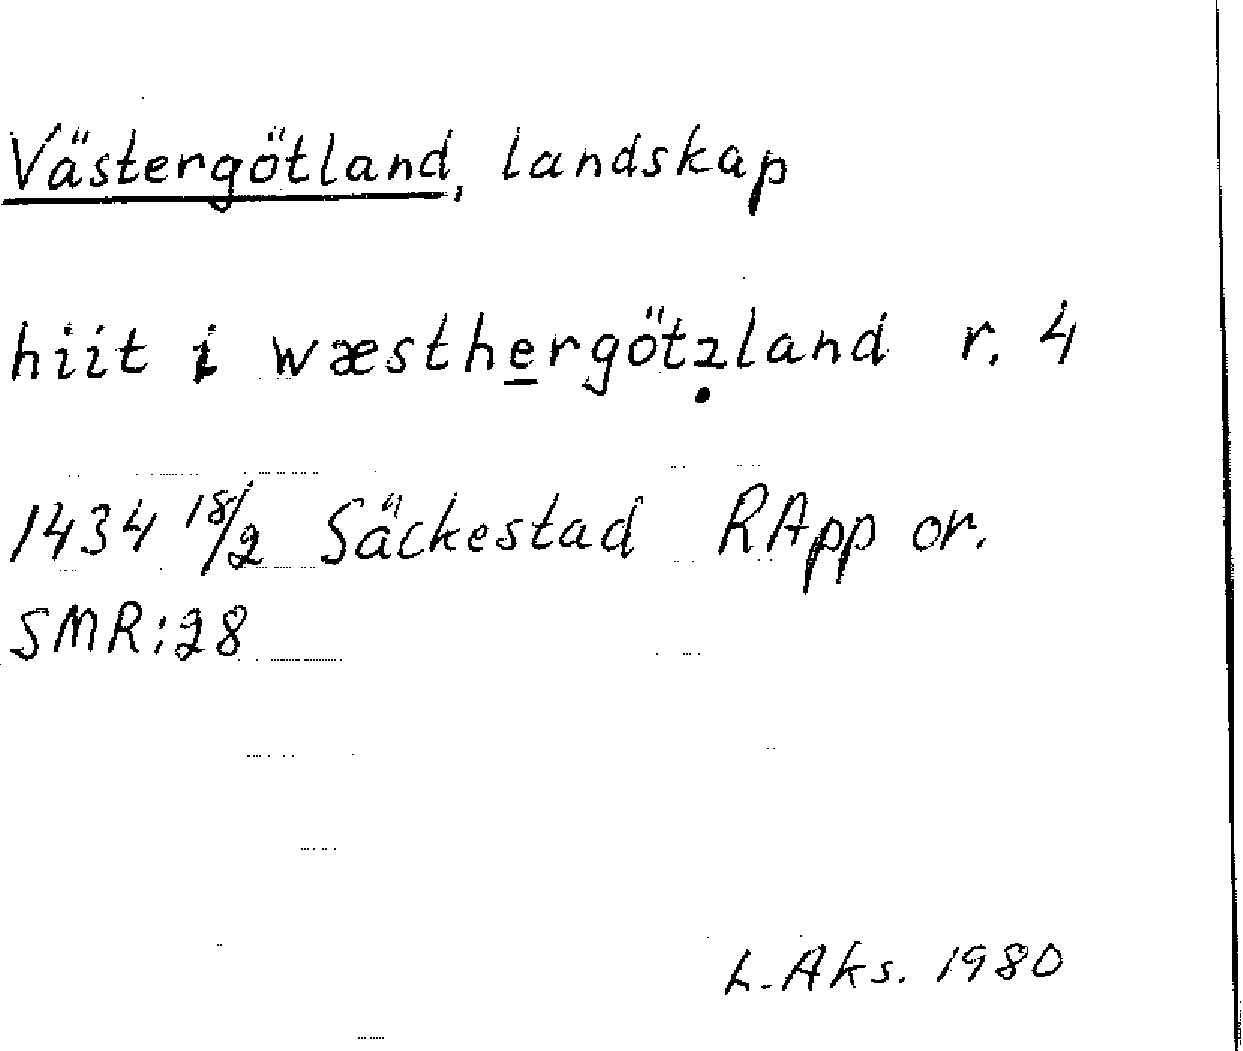 Västergötland, landskap
hiit i wæsthergötzland r. 4
1434 18/2 Säckestad RApp or.
SMR:28
L. Aks. 1980